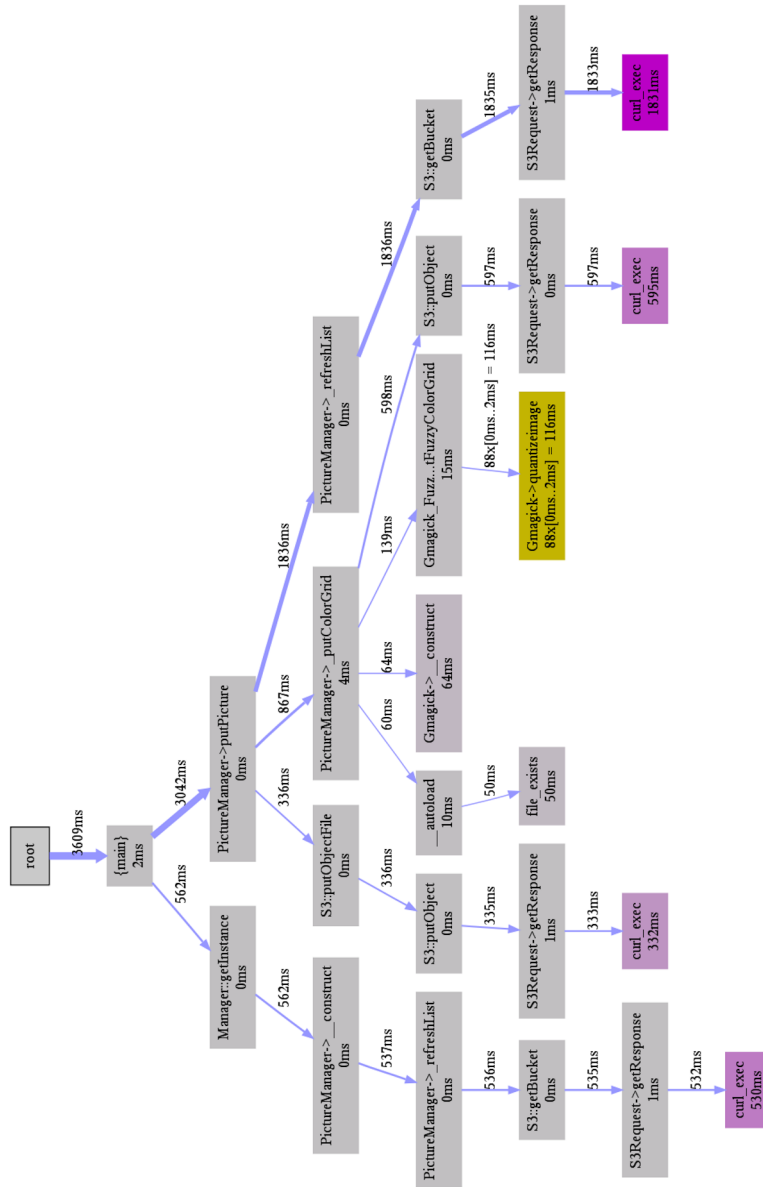 root
3609ms
{main}
2ms
562ms
3042ms
Manager::getInstance
0ms
PictureManager->putPicture
0ms
562ms
336ms
867ms
1836ms
PictureManager->__construct
0ms
S3::putObjectFile
0ms
PictureManager->_putColorGrid
4ms
PictureManager->_refreshList
0ms
537ms
336ms
60ms
64ms
139ms
598ms
1836ms
PictureManager->_refreshList
0ms
S3::putObject
0ms
__autoload
10ms
Gmagick->__construct
64ms
Gmagick_Fuzz...tFuzzyColorGrid
15ms
S3::putObject
0ms
S3::getBucket
0ms
536ms
335ms
50ms
88x[0ms..2ms] = 116ms
597ms
1835ms
S3::getBucket
0ms
S3Request->getResponse
1ms
file_exists
50ms
Gmagick->quantizeimage
88x[0ms..2ms] = 116ms
S3Request->getResponse
0ms
S3Request->getResponse
1ms
535ms
333ms
597ms
1833ms
S3Request->getResponse
1ms
curl_exec
332ms
curl_exec
595ms
curl_exec
1831ms
532ms
curl_exec
530ms